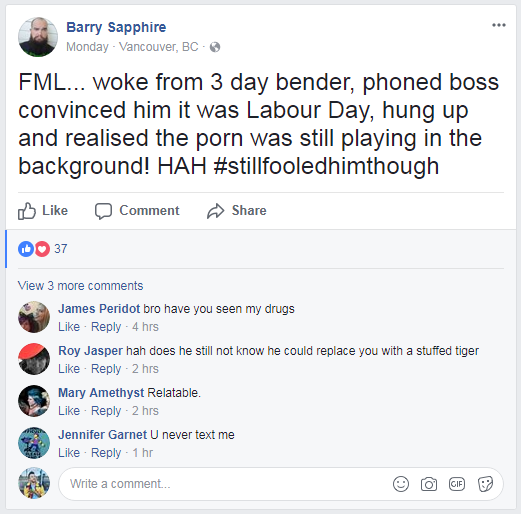 Barry Sapphire
Monday · Vancouver, BC ·
FML... woke from 3 day bender, phoned boss
convinced him it was Labour Day, hung up
and realised the porn was still playing in the
background! HAH #stillfooledhimthough
Like Comment Share
37
View 3 more comments
James Peridot bro have you seen my drugs
Like · Reply · 4 hrs
Roy Jasper hah does he still not know he could replace you with a stuffed tiger
Like · Reply · 2 hrs
Mary Amethyst Relatable.
Like · Reply · 2 hrs
Jennifer Garnet U never text me
Like · Reply · 1 hr
Write a comment... GIF